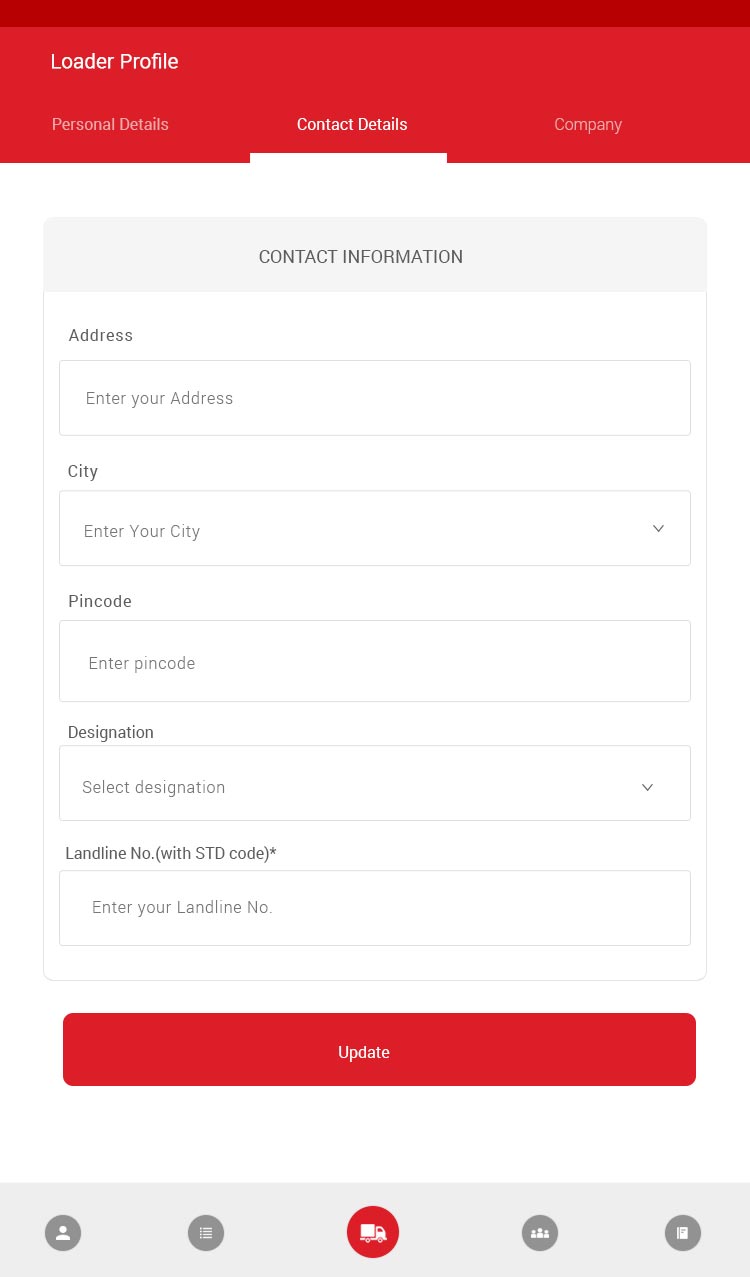 Loader Profile
Personal Details
Contact Details
Company
CONTACT INFORMATION
Address
Enter your Address
City
Enter Your City
Pincode
Enter pincode
Designation
Select designation
Landline No.(with STD code)*
Enter your Landline No.
Update